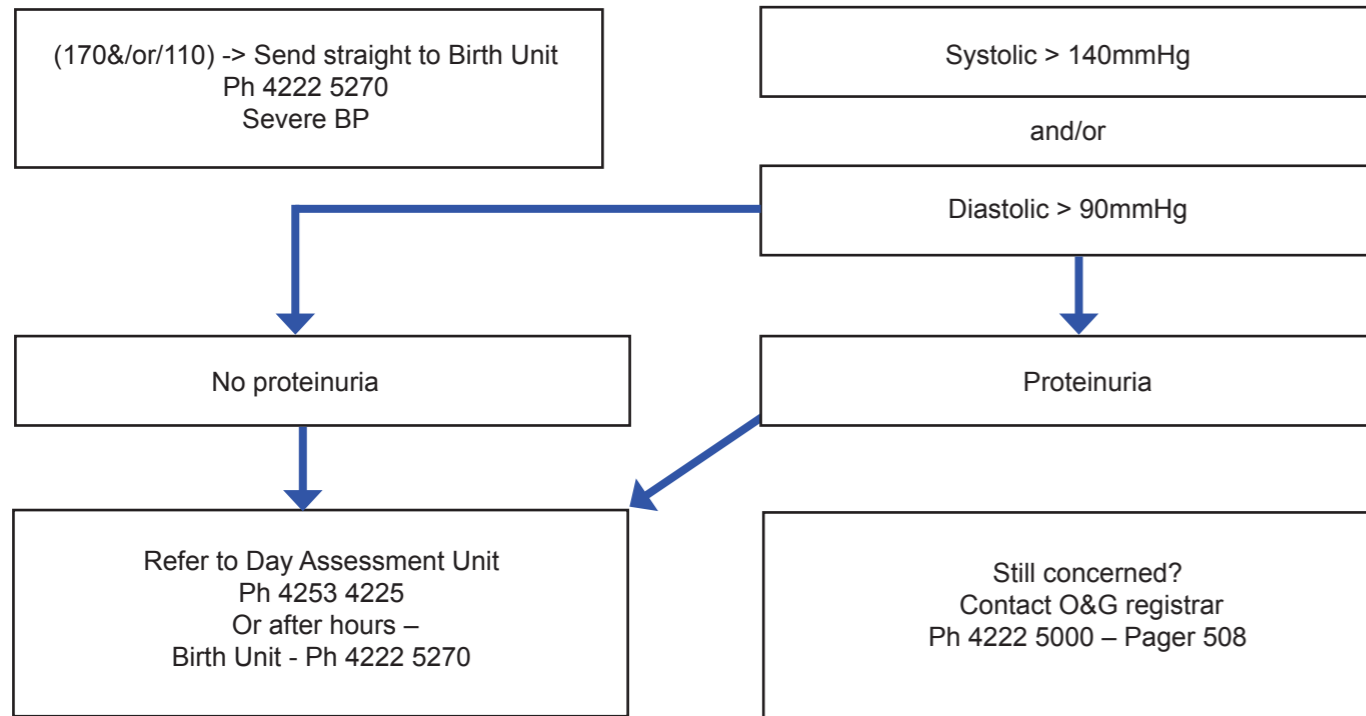 (170&/or/110) -> Send straight to Birth Unit
Ph 4222 5270
Severe BP
Systolic > 140mmHg
and/or
Diastolic > 90mmHg
No proteinuria
Proteinuria
Refer to Day Assessment Unit
Ph 4253 4225
Or after hours –
Birth Unit - Ph 4222 5270
Still concerned?
Contact O&G registrar
Ph 4222 5000 – Pager 508